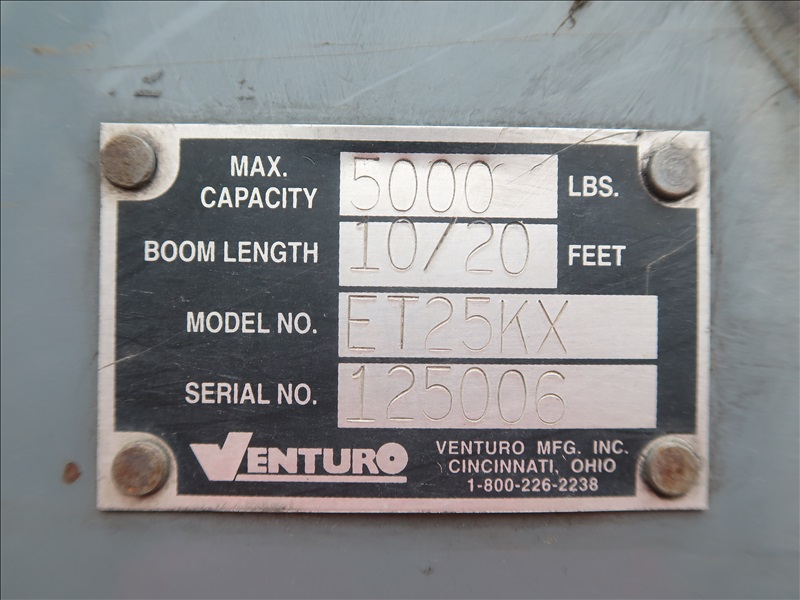 MAX. CAPACITY 5000 LBS.
BOOM LENGTH 10/20 FEET
MODEL NO. ET25KX
SERIAL NO. 125006
VENTURO
VENTURO MFG. INC.
CINCINNATI, OHIO
1-800-226-2238